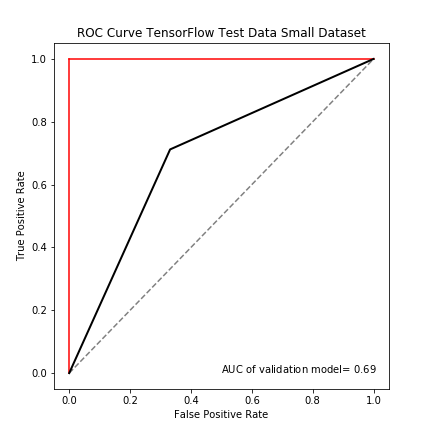 ROC Curve TensorFlow Test Data Small Dataset
1.0
0.8
0.6
0.4
0.2
0.0
True Positive Rate
AUC of validation model= 0.69
0.0 0.2 0.4 0.6 0.8 1.0
False Positive Rate